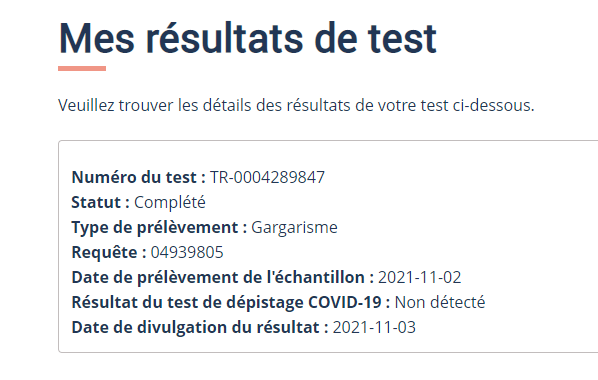 Mes résultats de test
Veuillez trouver les détails des résultats de votre test ci-dessous.
Numéro du test : TR-0004289847
Statut : Complété
Type de prélèvement : Gargarisme
Requête : 04939805
Date de prélèvement de l'échantillon : 2021-11-02
Résultat du test de dépistage COVID-19 : Non détecté
Date de divulgation du résultat : 2021-11-03